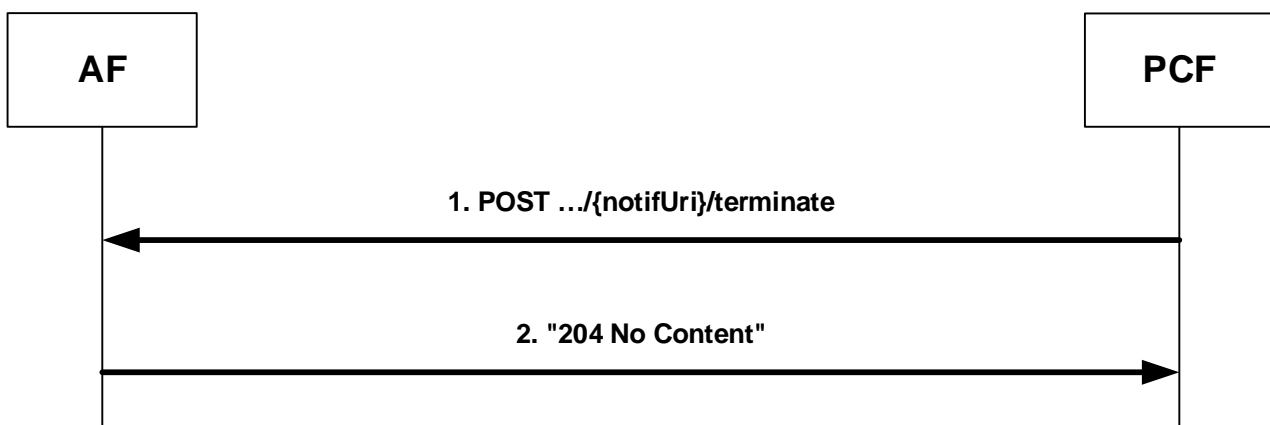 AF
PCF
1. POST …/{notifUri}/terminate
2. "204 No Content"